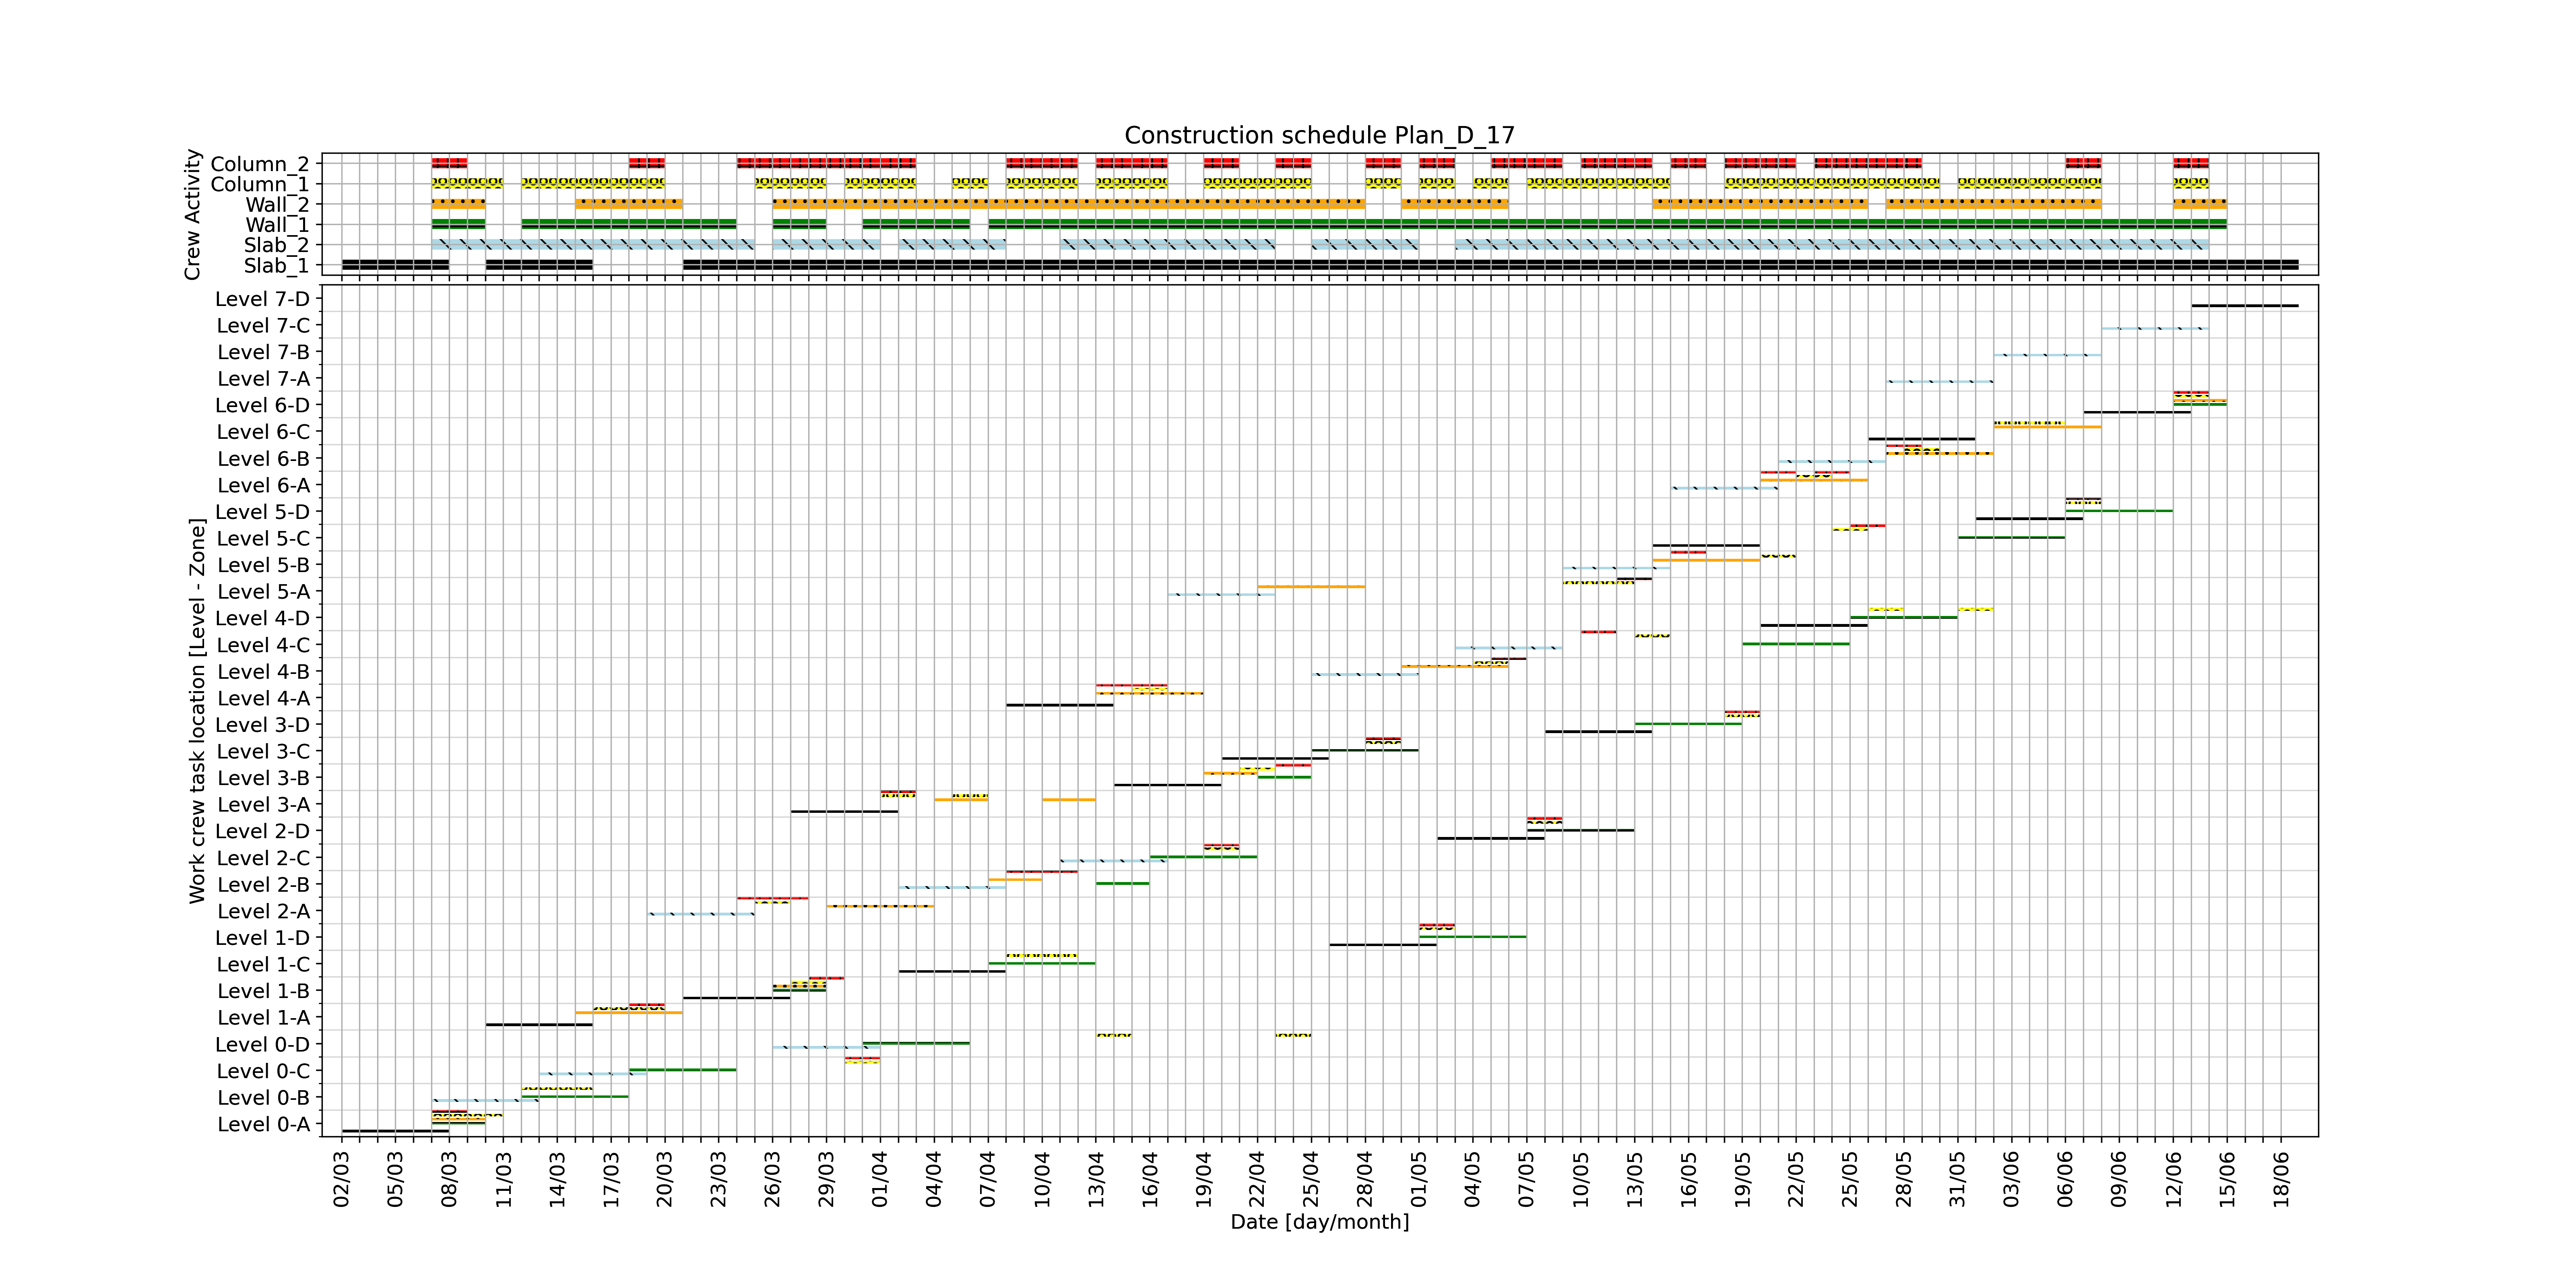 Construction schedule Plan_D_17
Crew Activity
Column_2
Column_1
Wall_2
Wall_1
Slab_2
Slab_1
Work crew task location [Level - Zone]
Level 7-D
Level 7-C
Level 7-B
Level 7-A
Level 6-D
Level 6-C
Level 6-B
Level 6-A
Level 5-D
Level 5-C
Level 5-B
Level 5-A
Level 4-D
Level 4-C
Level 4-B
Level 4-A
Level 3-D
Level 3-C
Level 3-B
Level 3-A
Level 2-D
Level 2-C
Level 2-B
Level 2-A
Level 1-D
Level 1-C
Level 1-B
Level 1-A
Level 0-D
Level 0-C
Level 0-B
Level 0-A
02/03 05/03 08/03 11/03 14/03 17/03 20/03 23/03 26/03 29/03 01/04 04/04 07/04 10/04 13/04 16/04 19/04 22/04 25/04 28/04 01/05 04/05 07/05 10/05 13/05 16/05 19/05 22/05 25/05 28/05 31/05 03/06 06/06 09/06 12/06 15/06 18/06
Date [day/month]